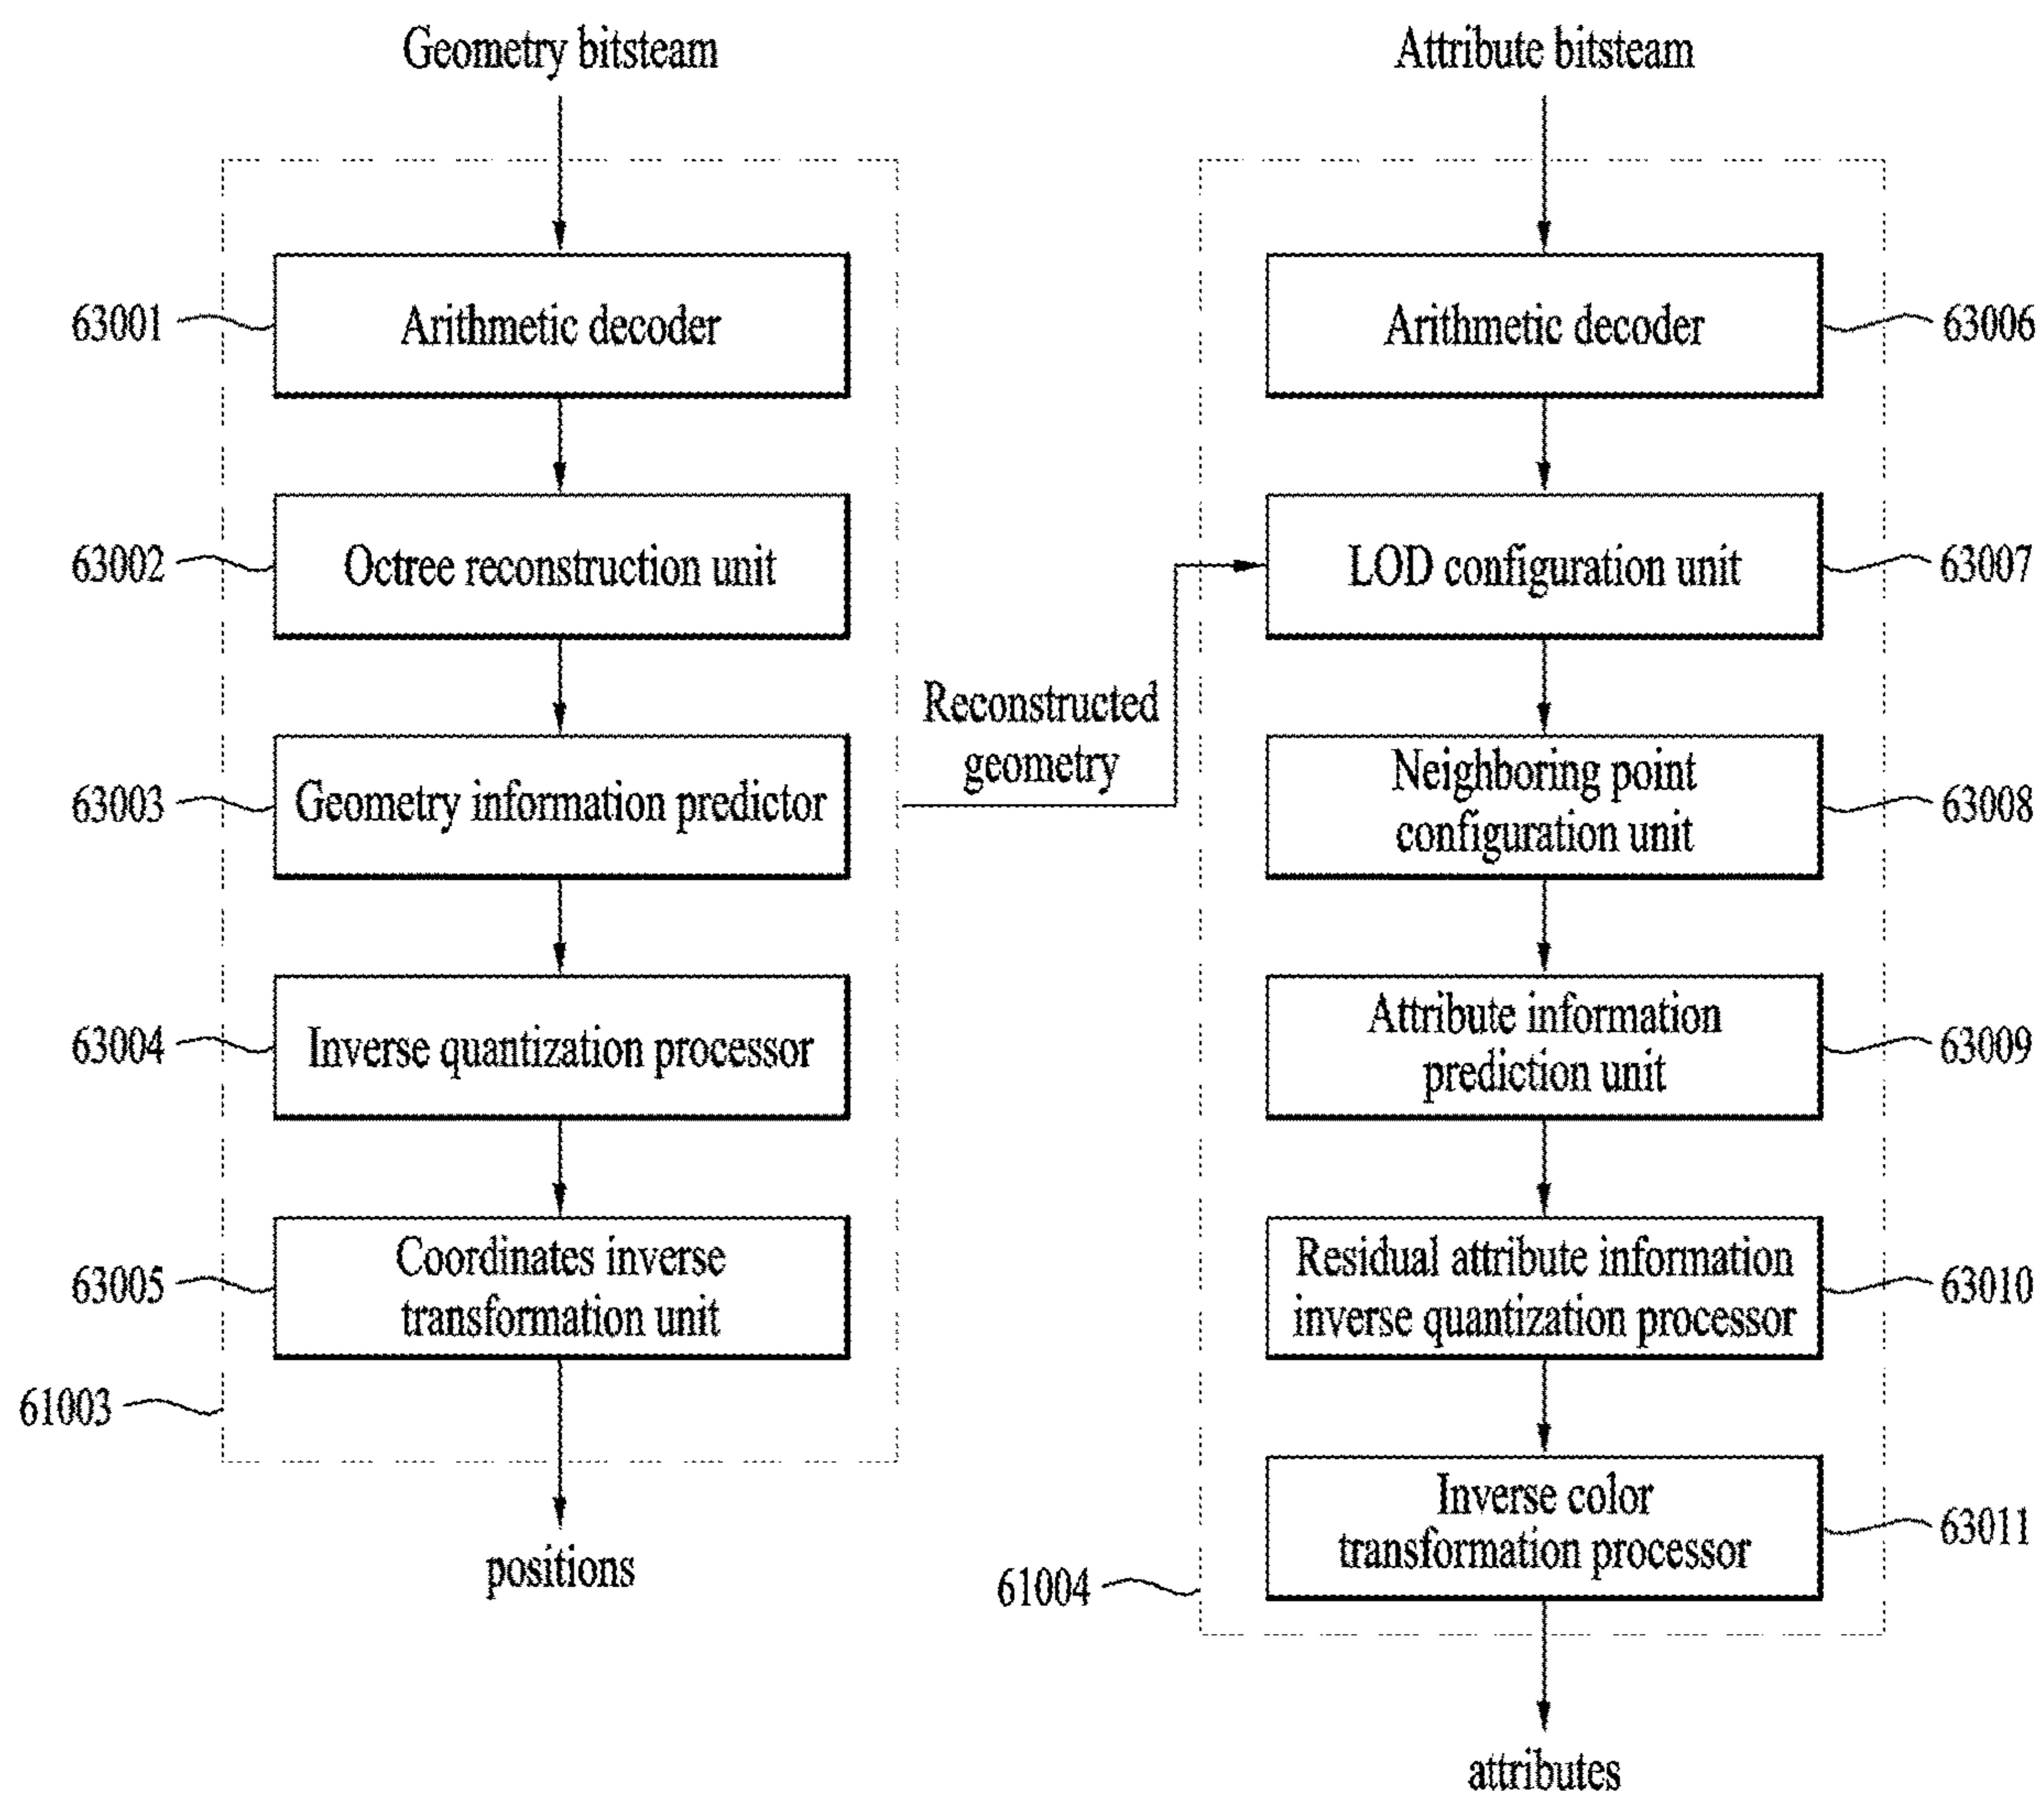 Geometry bitsteam
63001
Arithmetic decoder
63002
Octree reconstruction unit
63003
Geometry information predictor
63004
Inverse quantization processor
63005
Coordinates inverse
transformation unit
61003
positions
Reconstructed
geometry
Attribute bitsteam
Arithmetic decoder
63006
LOD configuration unit
63007
Neighboring point
configuration unit
63008
Attribute information
prediction unit
63009
Residual attribute information
inverse quantization processor
63010
Inverse color
transformation processor
63011
61004
attributes